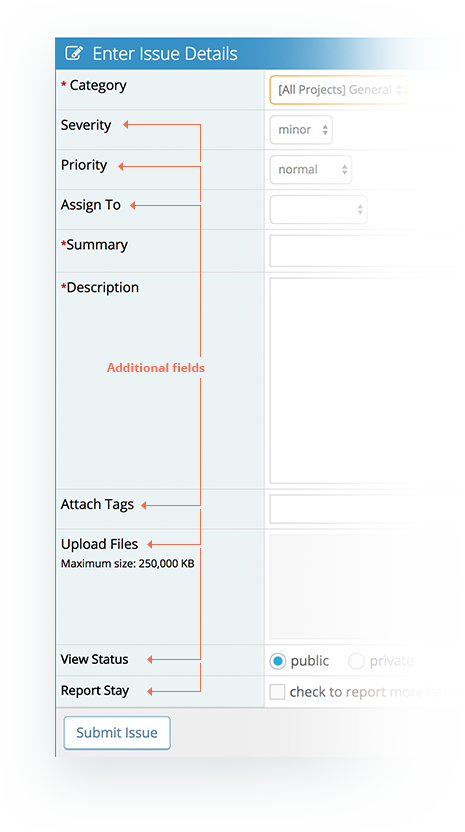 Enter Issue Details
* Category [All Projects] General
Severity minor
Priority normal
Assign To
*Summary
*Description
Additional fields
Attach Tags
Upload Files
Maximum size: 250,000 KB
View Status public private
Report Stay check to report more
Submit Issue